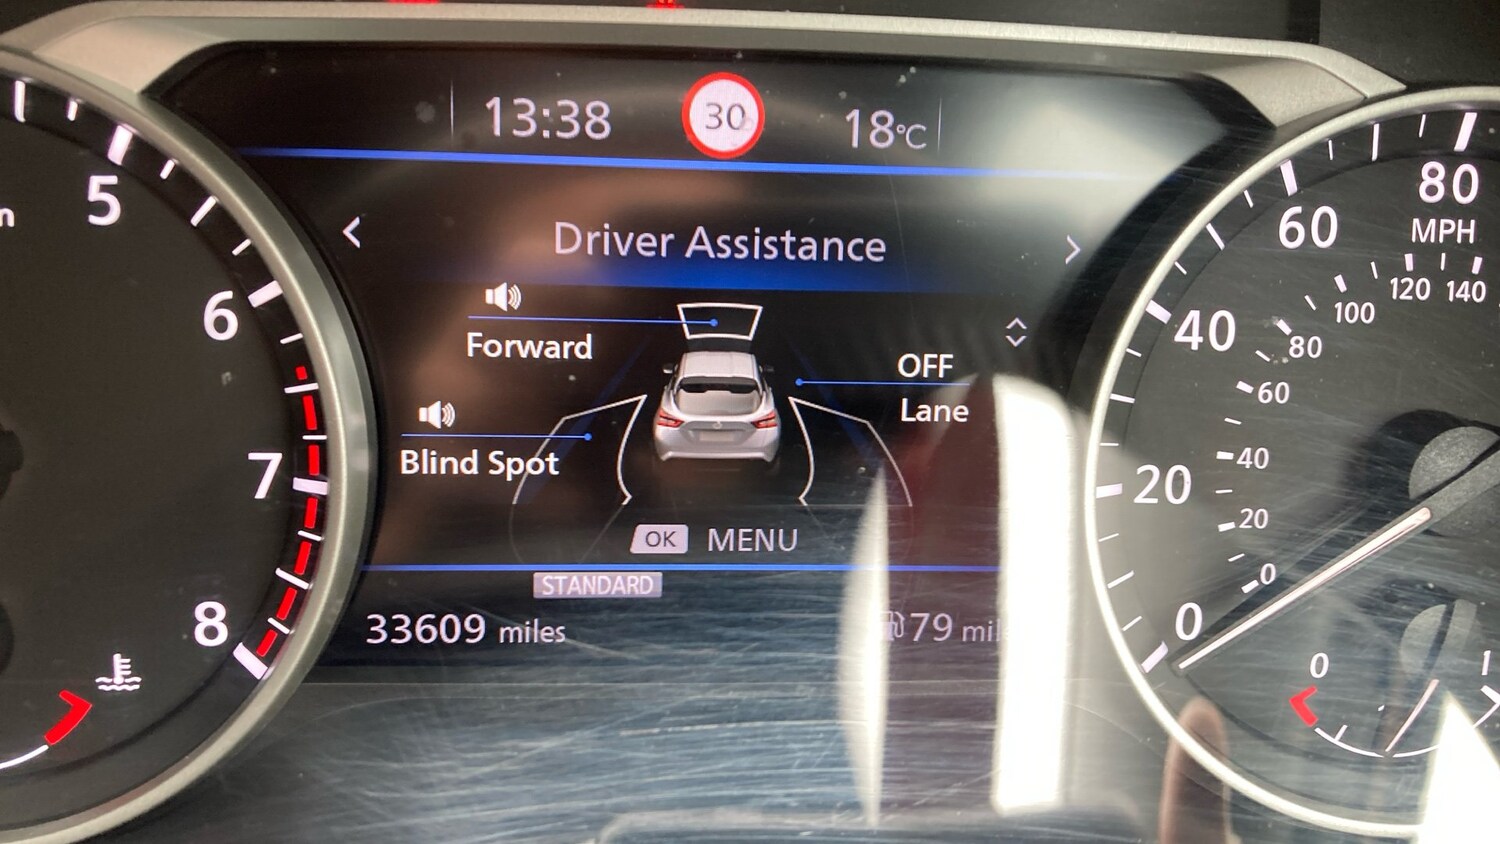 13:38 30 18°C
Driver Assistance
Forward
OFF
Lane
Blind Spot
OK MENU
STANDARD
33609 miles
79
5
6
7
8
0
20
40
60
80
MPH
0
20
40
60
80
100
120
140
0
1